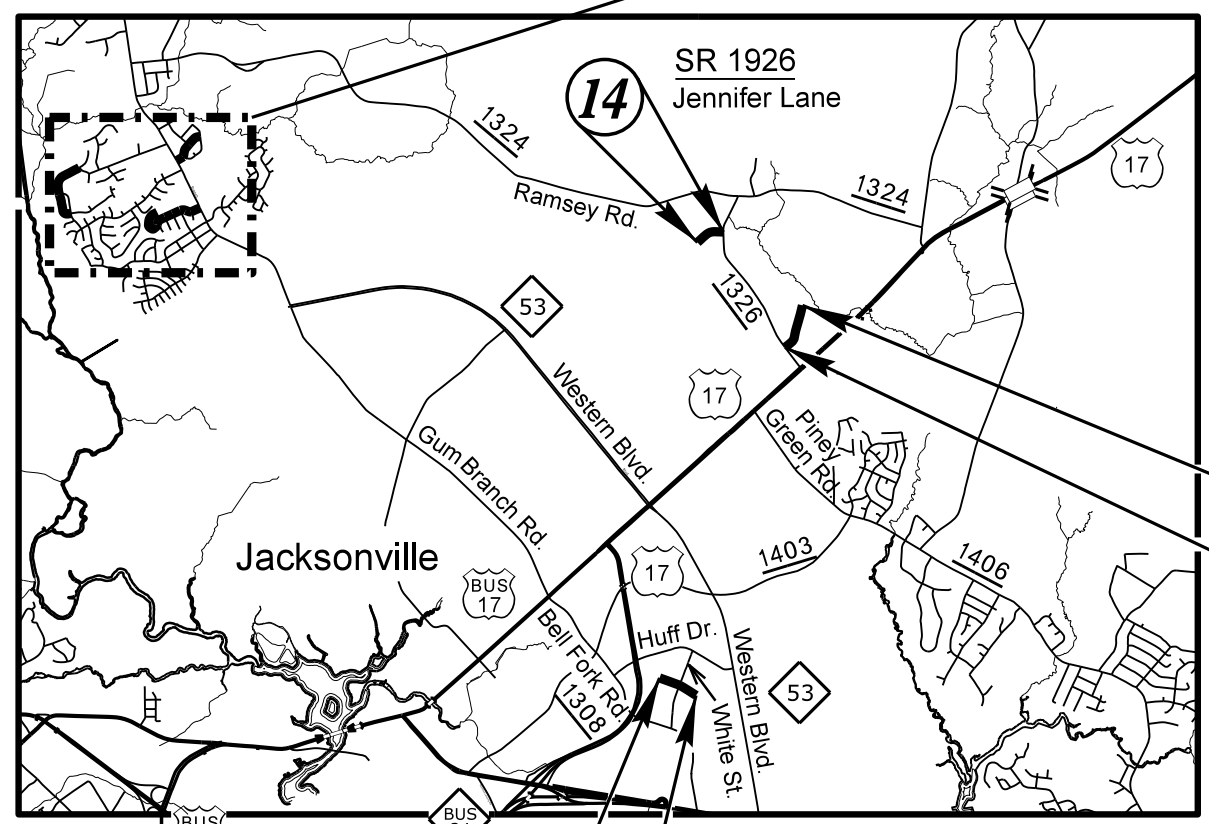 SR 1926
14
Jennifer Lane
1324
17
Ramsey Rd.
1324
1326
53
17
Western Blvd.
Piney
Green Rd.
Gum Branch Rd.
Jacksonville
1403
1406
17
BUS
17
Bell Fork Rd.
1308
Huff Dr.
Western Blvd.
53
White St.
BUS
BUS